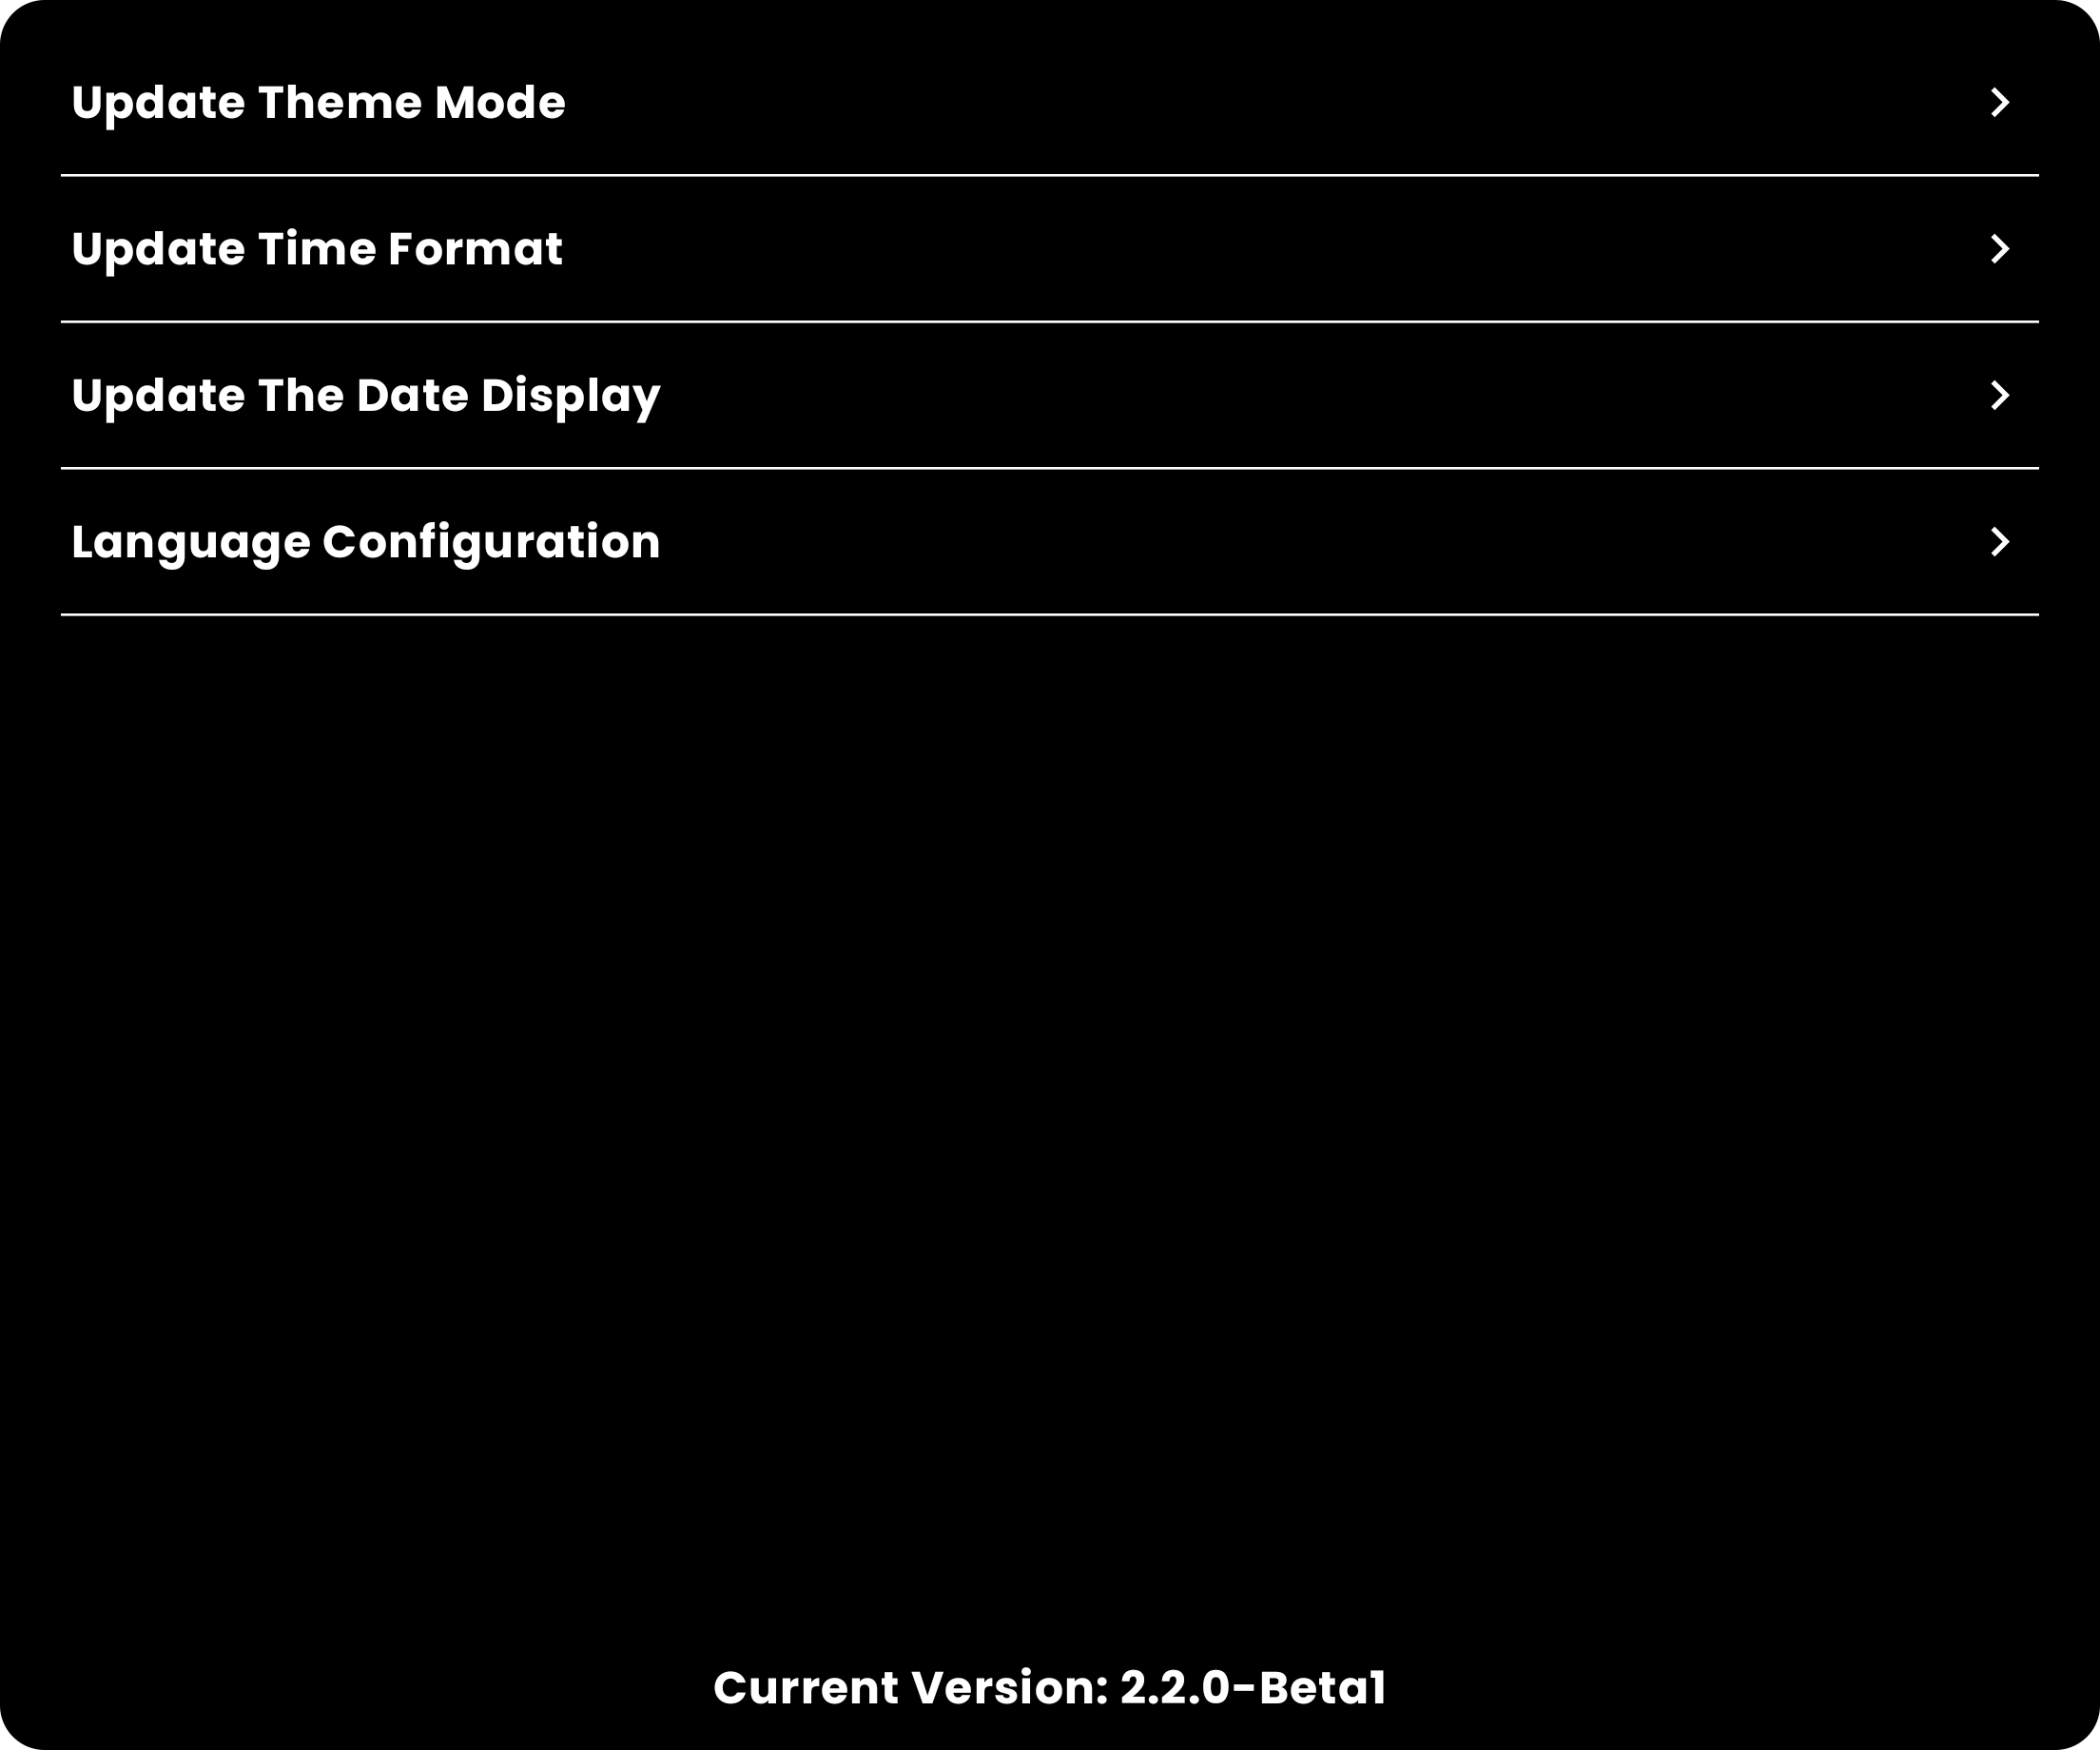 Update Theme Mode
Update Time Format
Update The Date Display
Language Configuration
Current Version: 2.2.0-Beta1